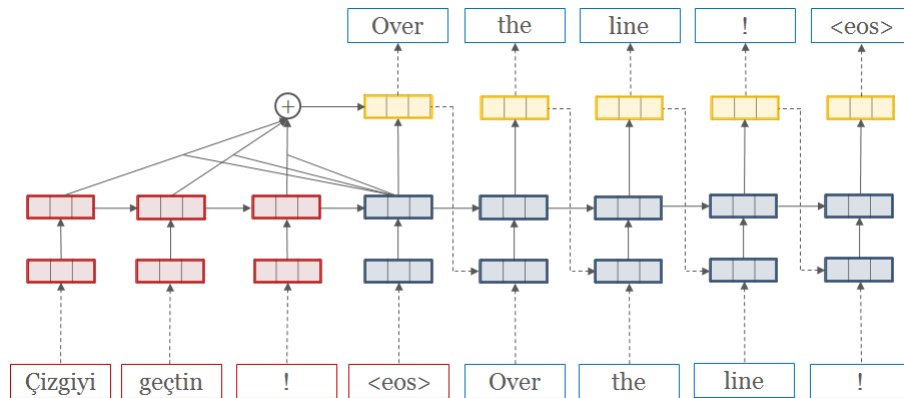 Over the line ! <eos>
+
Çizgiyi geçtin ! <eos> Over the line !